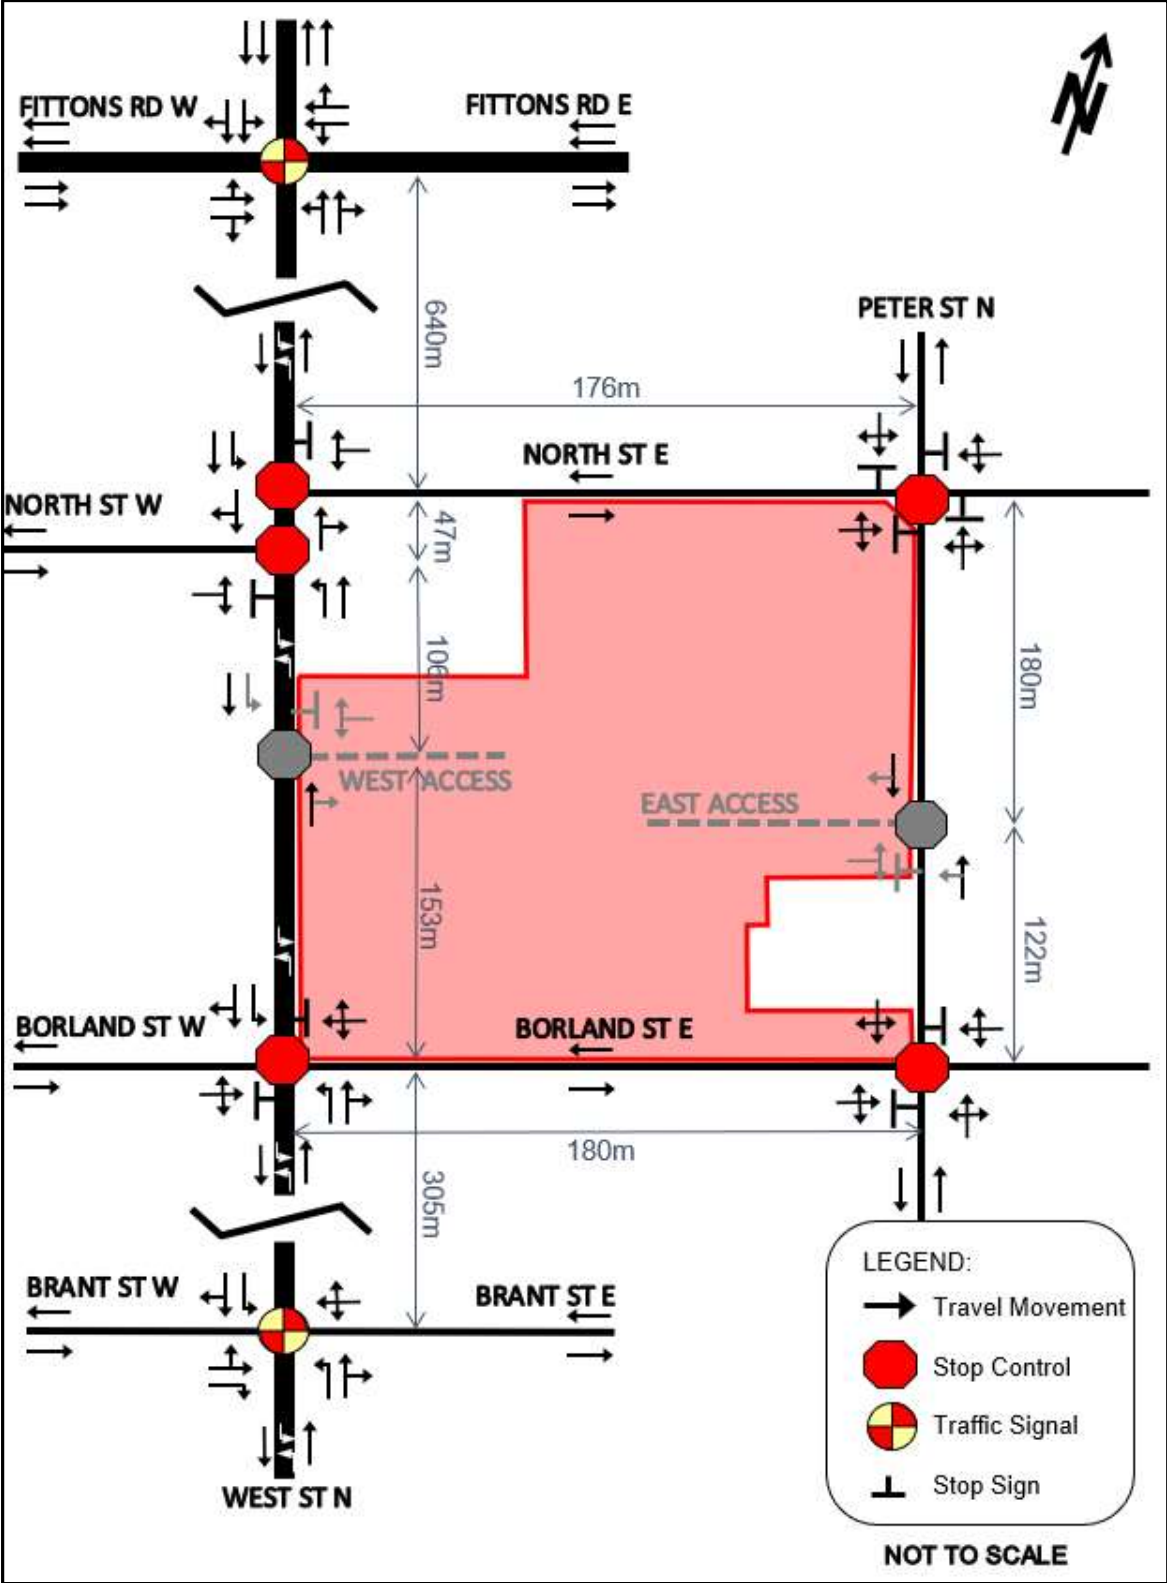 N
FITTONS RD W
FITTONS RD E
640m
PETER ST N
176m
NORTH ST E
NORTH ST W
47m
106m
180m
WEST ACCESS
EAST ACCESS
153m
122m
BORLAND ST W
BORLAND ST E
180m
305m
BRANT ST W
BRANT ST E
WEST ST N
LEGEND:
Travel Movement
Stop Control
Traffic Signal
Stop Sign
NOT TO SCALE